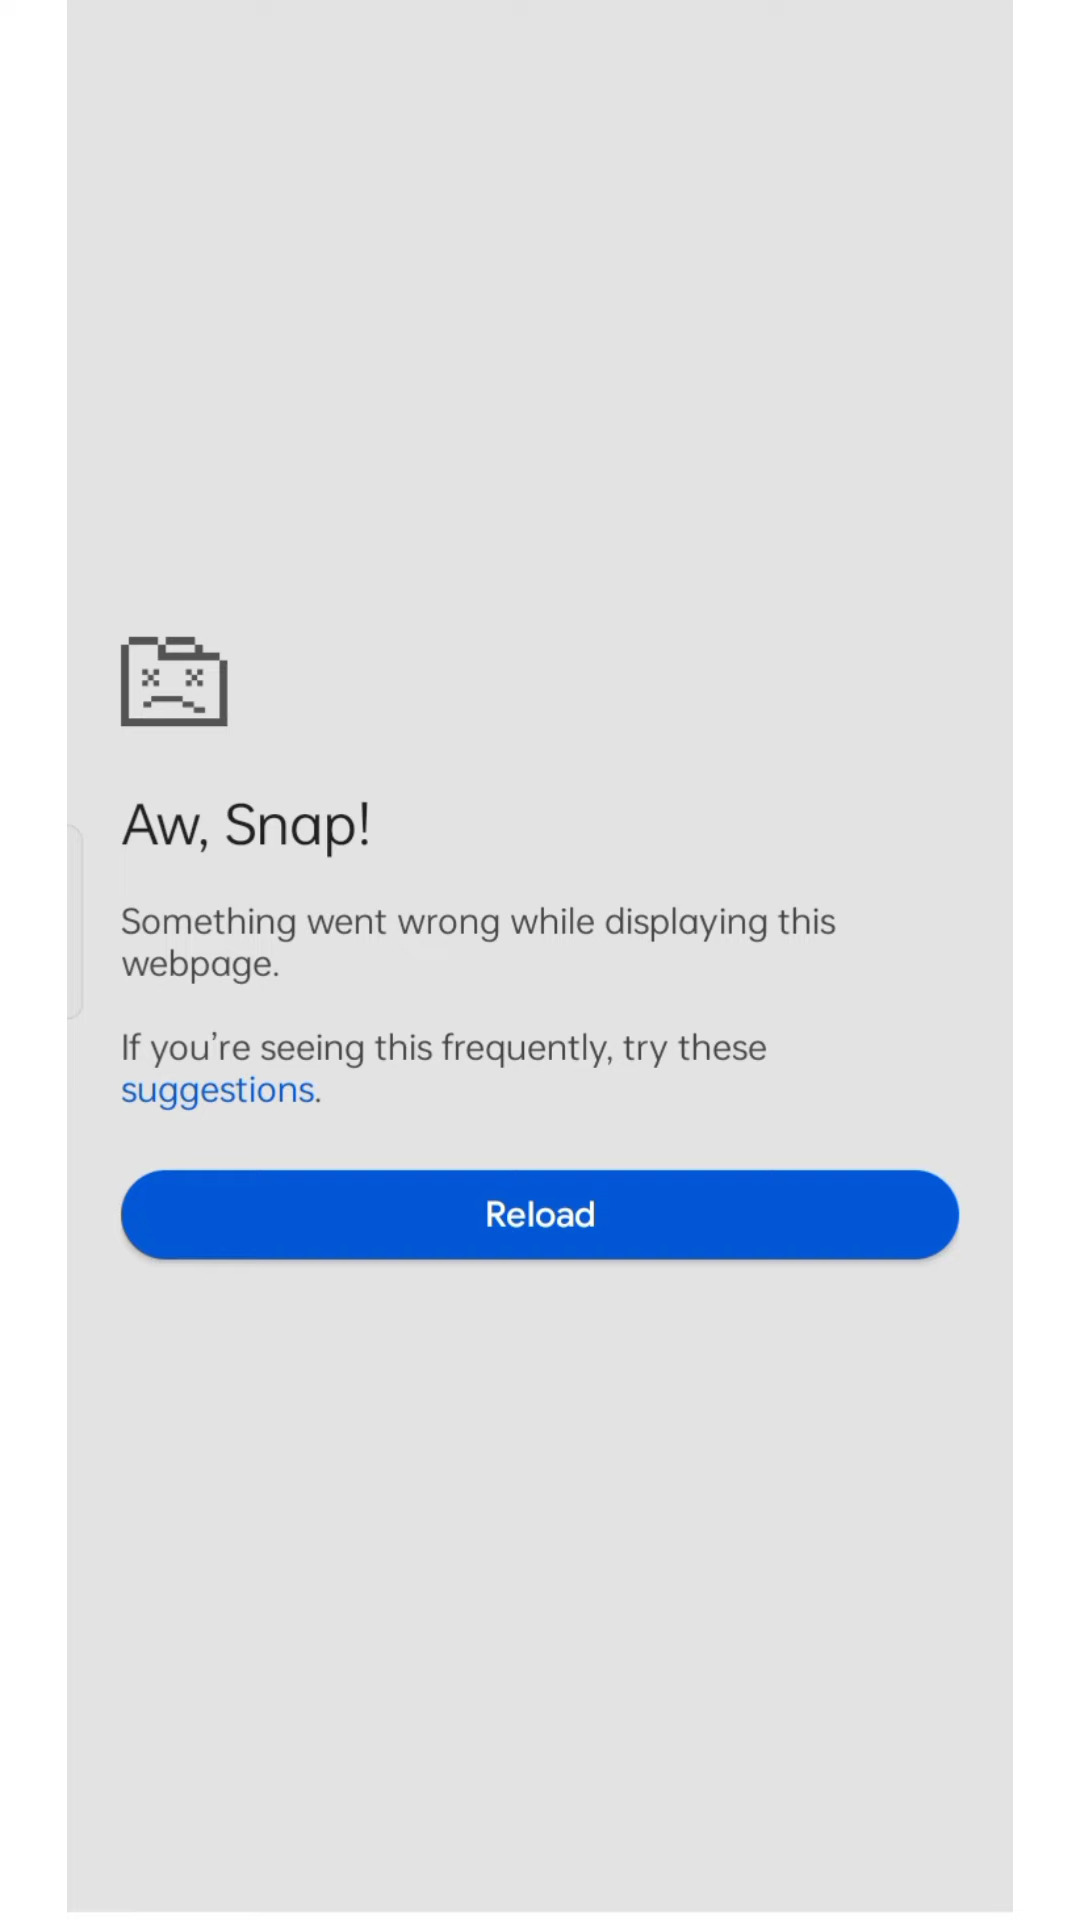 Aw, Snap!
Something went wrong while displaying this
webpage.
If you’re seeing this frequently, try these
suggestions.
Reload